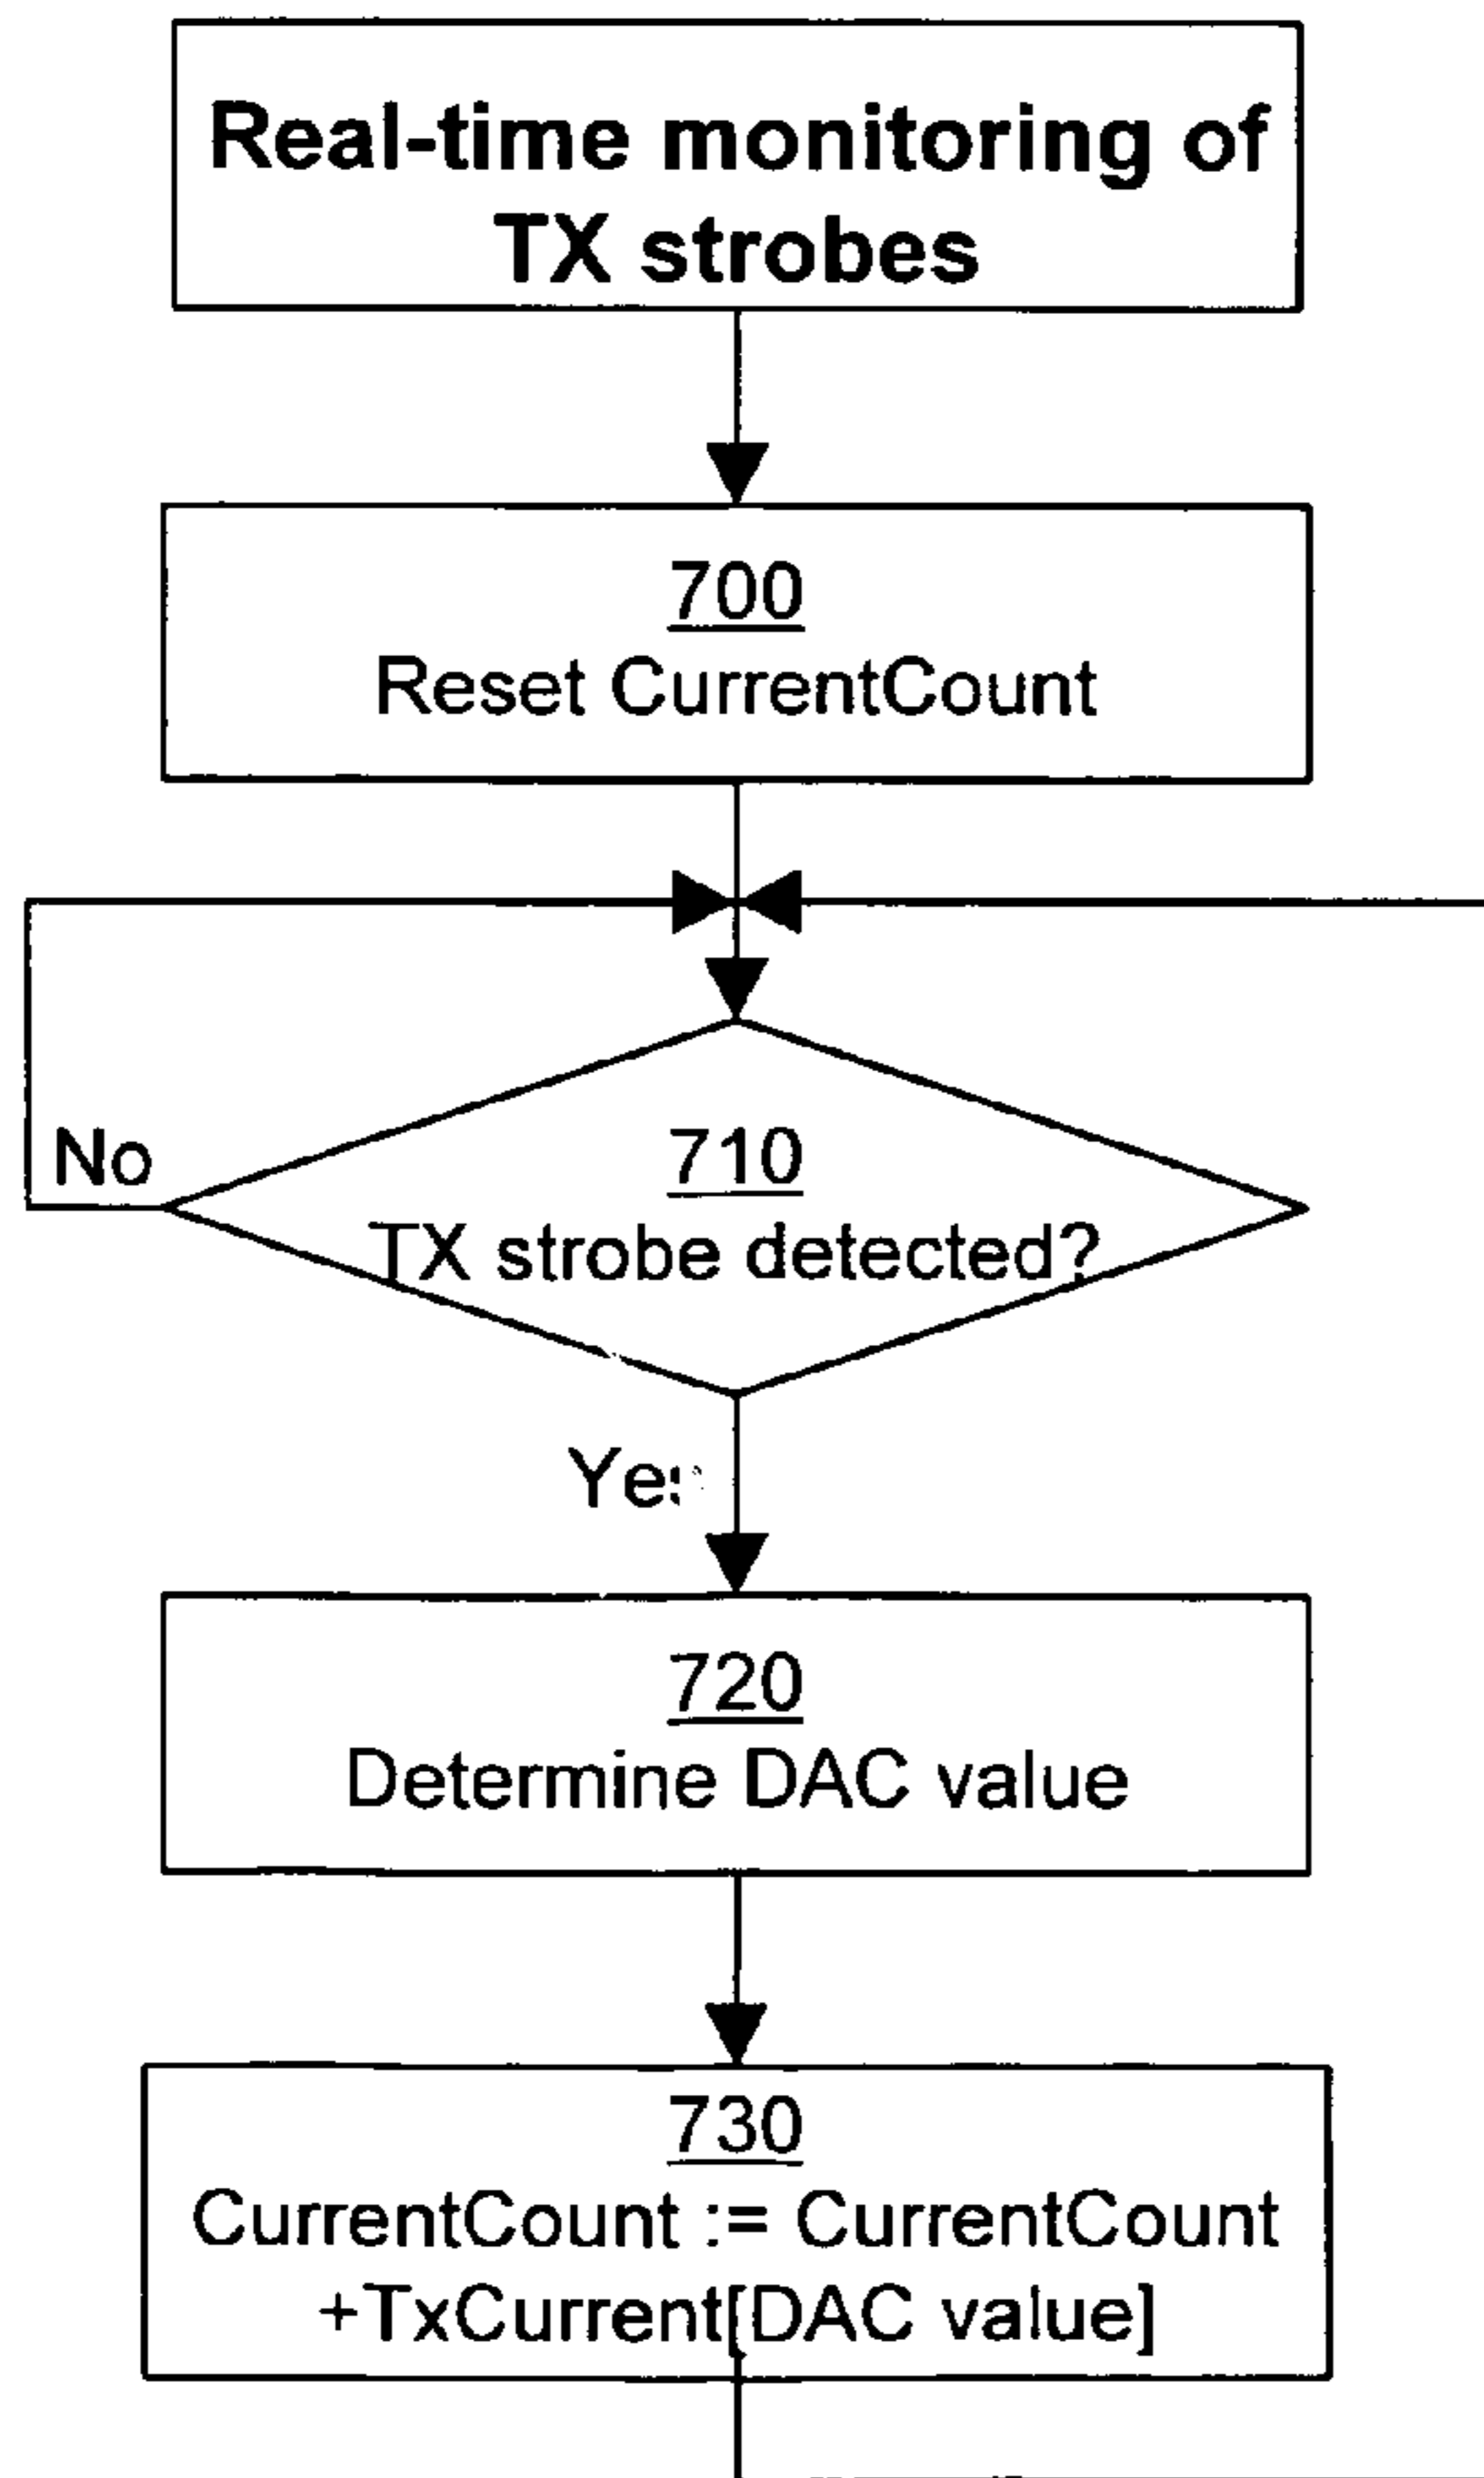 Real-time monitoring of
TX strobes
700
Reset CurrentCount
710
TX strobe detected?
No
Yes
720
Determine DAC value
730
CurrentCount := CurrentCount
+TxCurrent[DAC value]